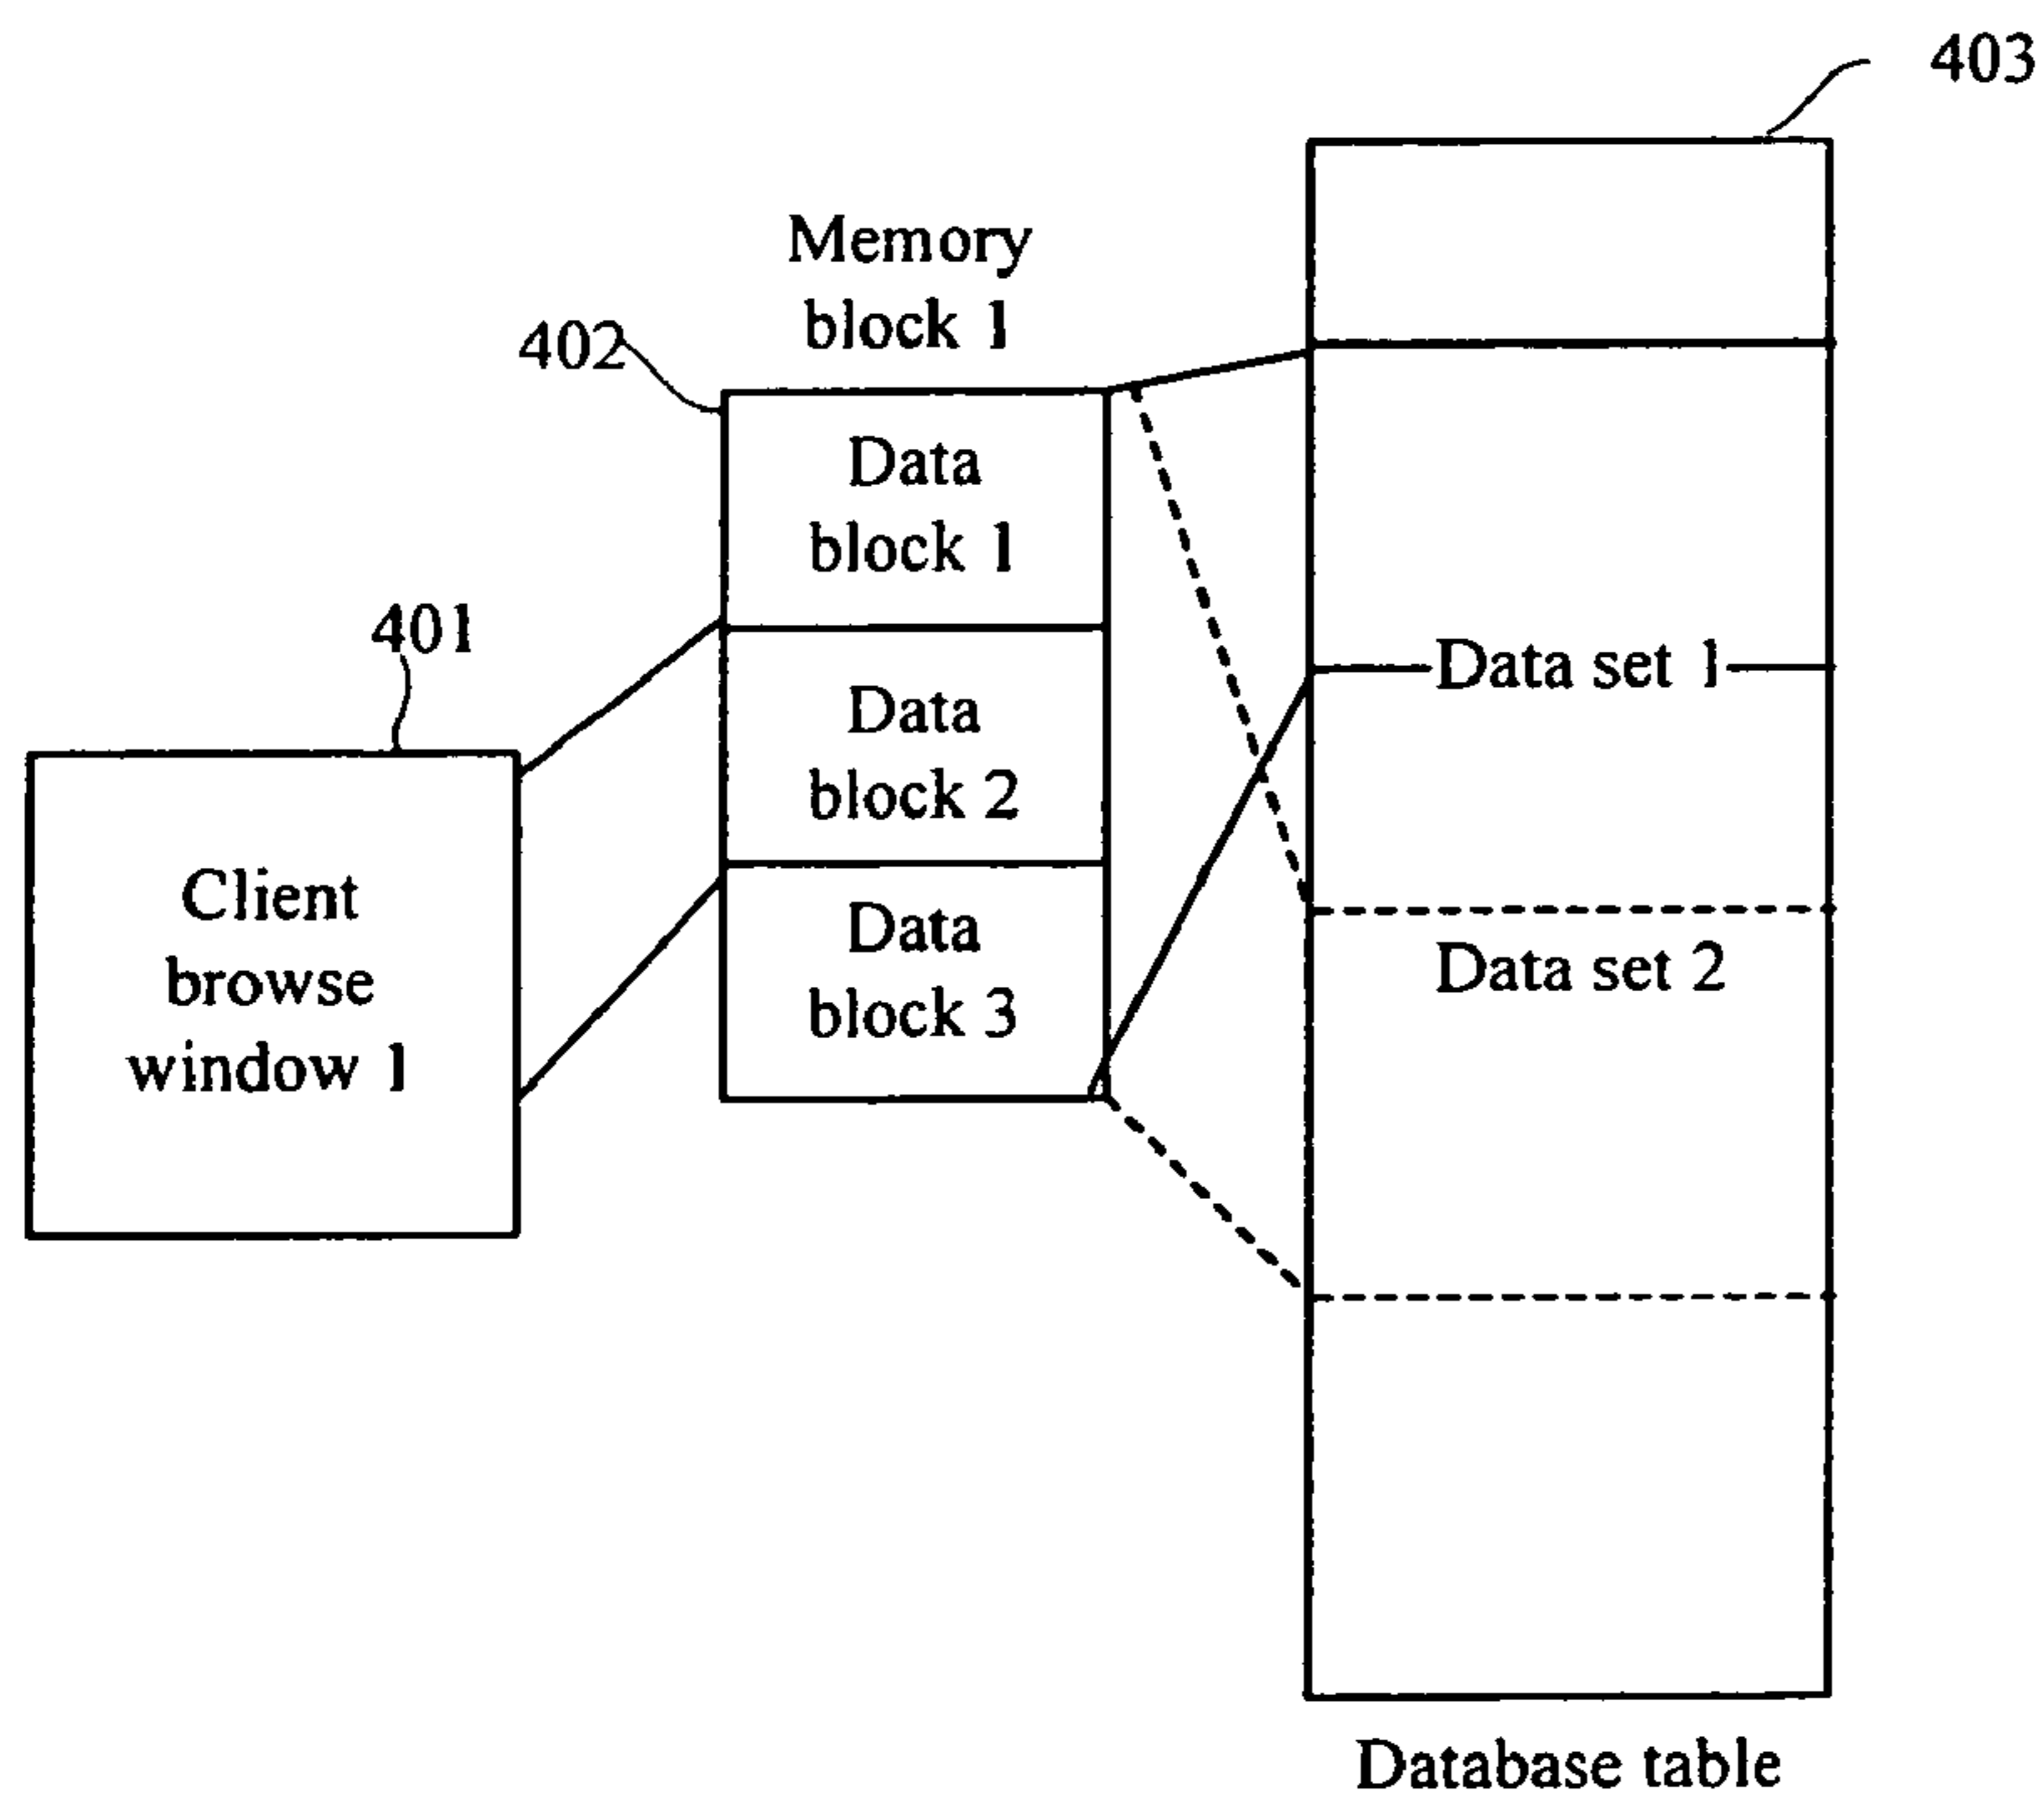 403
Memory
block 1
402
Data
block 1
401
Data set 1
Data
block 2
Client
browse
window 1
Data
block 3
Data set 2
Database table